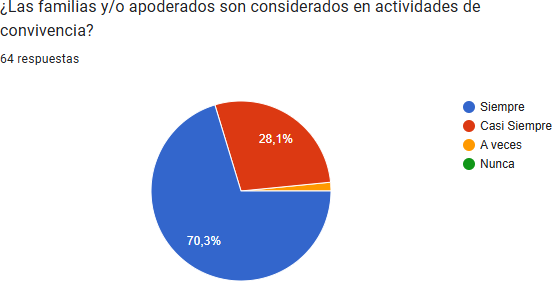 ¿Las familias y/o apoderados son considerados en actividades de
convivencia?
64 respuestas
Siempre
Casi Siempre
A veces
Nunca
28,1%
70,3%